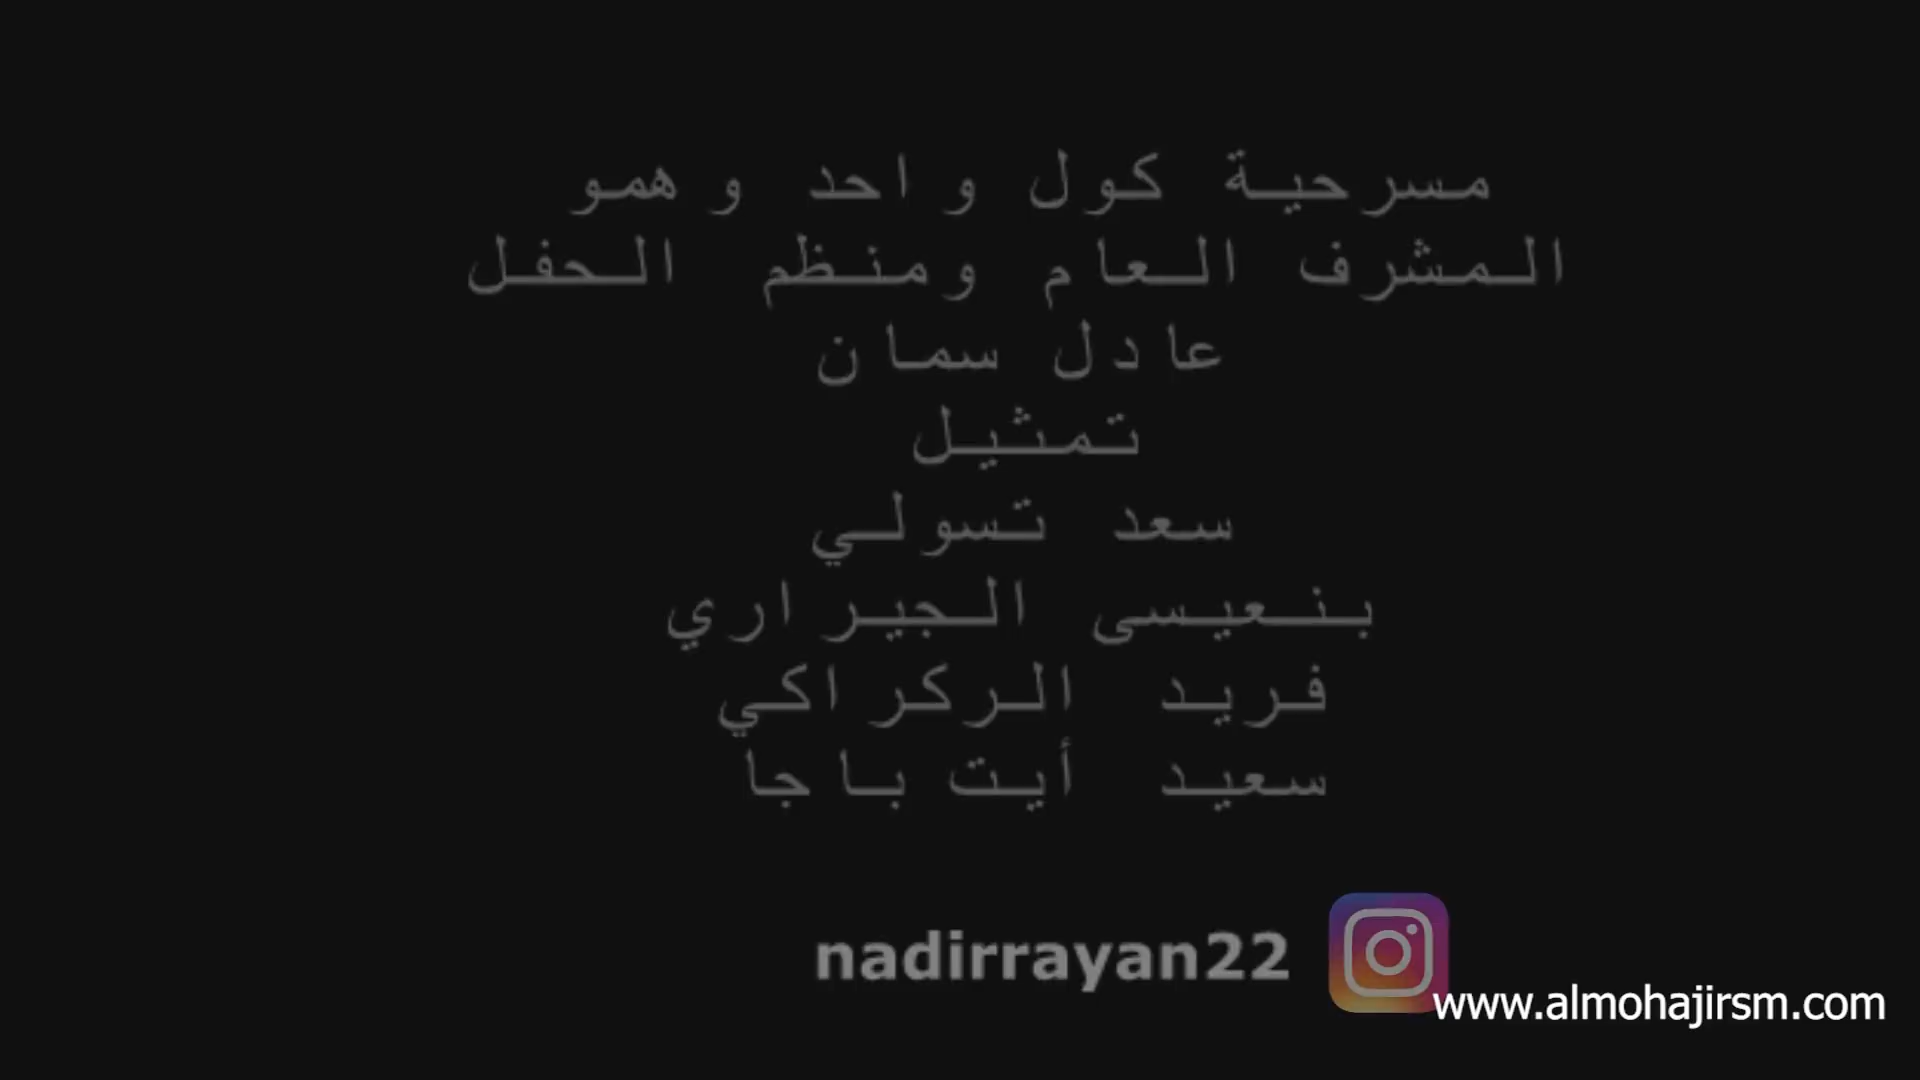 مسرحية كول واحد وهمو
المشرف العام ومنظم الحفل
عادل سمان
تمثيل
سعد تسولي
بنعيسى الجيراري
فريد الركراكي
سعيد أيت باجا
nadirrayan22
www.almohajirsm.com